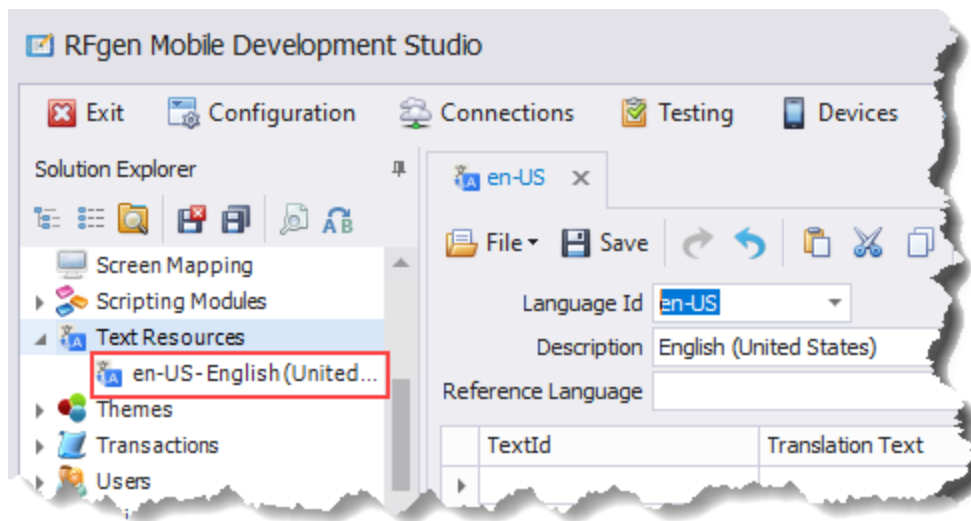 RFgen Mobile Development Studio
Exit Configuration Connections Testing Devices
Solution Explorer
en-US
File Save
Screen Mapping
Scripting Modules
Text Resources
en-US-English (United...
Themes
Transactions
Users
Language Id en-US
Description English (United States)
Reference Language
TextId Translation Text